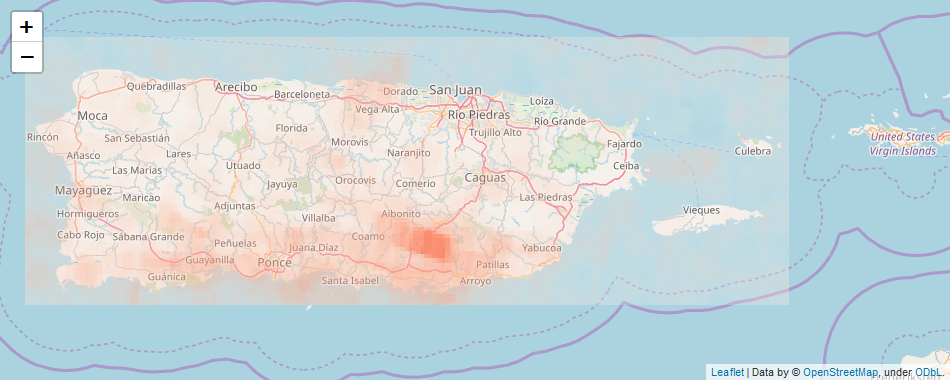 +
−
Quebradillas
Arecibo
Barceloneta
Dorado
San Juan
Loiza
Moca
Vega Alta
Río Piedras
Río Grande
Rincón
San Sebastián
Florida
Morovis
Trujillo Alto
Fajardo
United States
Virgin Islands
Añasco
Lares
Naranjito
Culebra
Las Marías
Utuado
Ceiba
Mayagüez
Jayuya
Orocovis
Comerio
Caguas
Maricao
Adjuntas
Las Piedras
Hormigueros
Villalba
Aibonito
Vieques
Cabo Rojo
Sábana Grande
Peñuelas
Juana Díaz
Coamo
Yabucoa
Guayanilla
Ponce
Patillas
Guánica
Santa Isabel
Arroyo
Leaflet | Data by © OpenStreetMap, under ODbL.